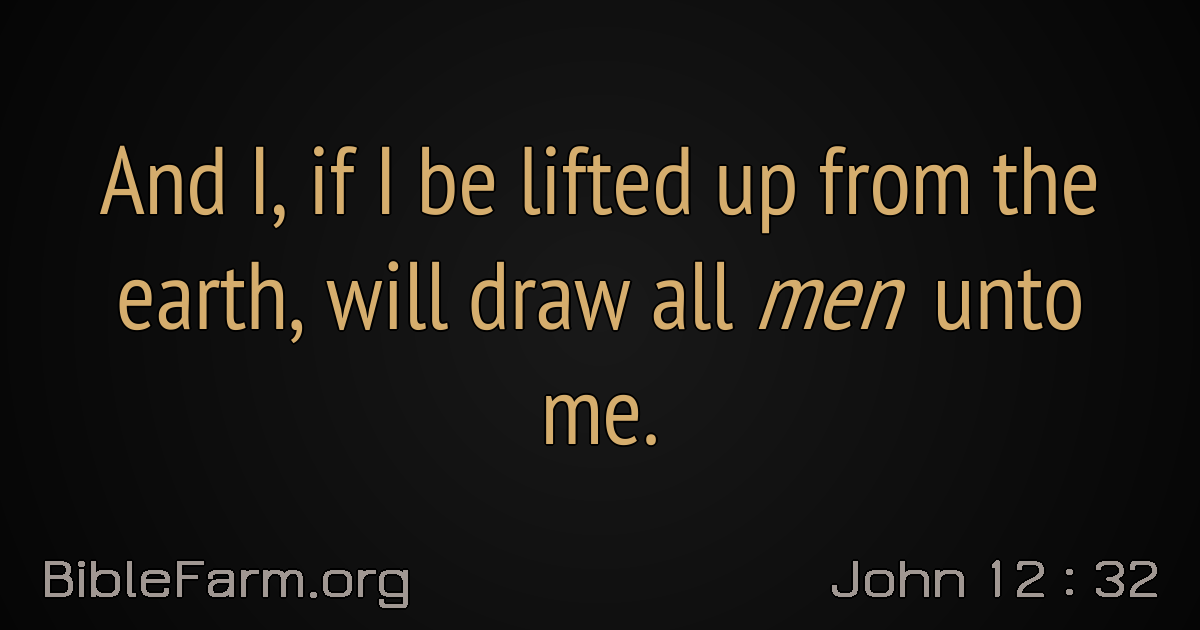 And I, if I be lifted up from the
earth, will draw all men unto
me.
BibleFarm.org
John 12 : 32